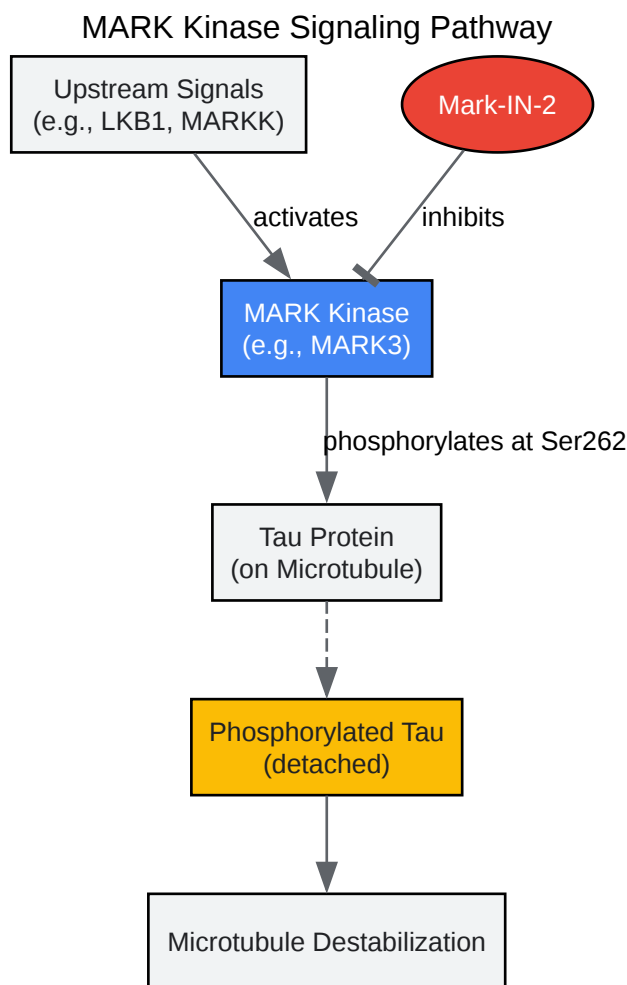 MARK Kinase Signaling Pathway
Upstream Signals
(e.g., LKB1, MARKK)
Mark-IN-2
activates
inhibits
MARK Kinase
(e.g., MARK3)
phosphorylates at Ser262
Tau Protein
(on Microtubule)
Phosphorylated Tau
(detached)
Microtubule Destabilization